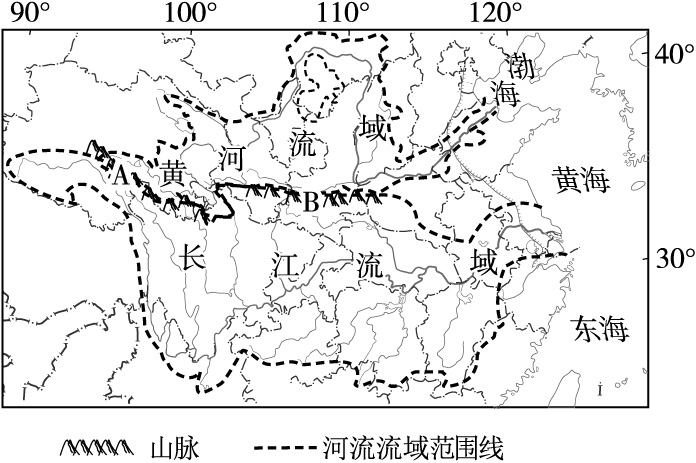 90° 100° 110° 120°
40°
渤
海
域
流
河
黄
A
黄海
B
长 江 流 域
30°
东海
山脉 河流流域范围线